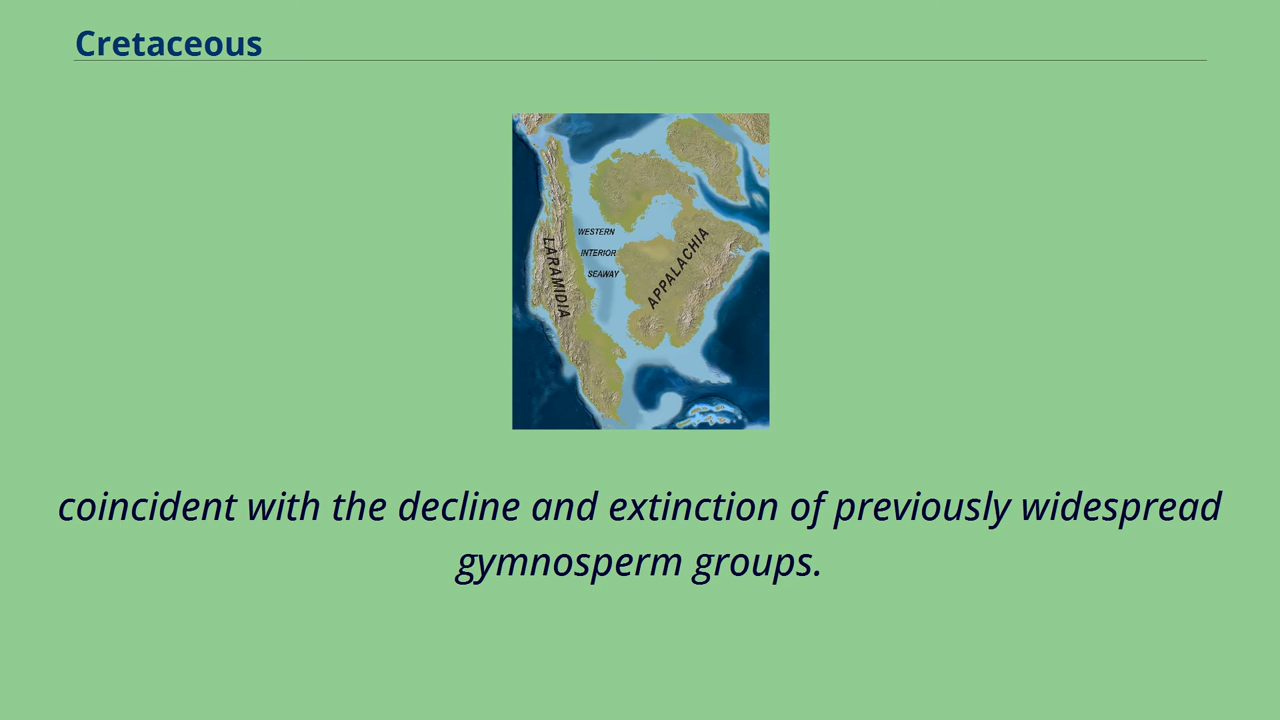 Cretaceous
WESTERN
INTERIOR
SEAWAY
LARAMIDIA
APPALACHIA
coincident with the decline and extinction of previously widespread
gymnosperm groups.